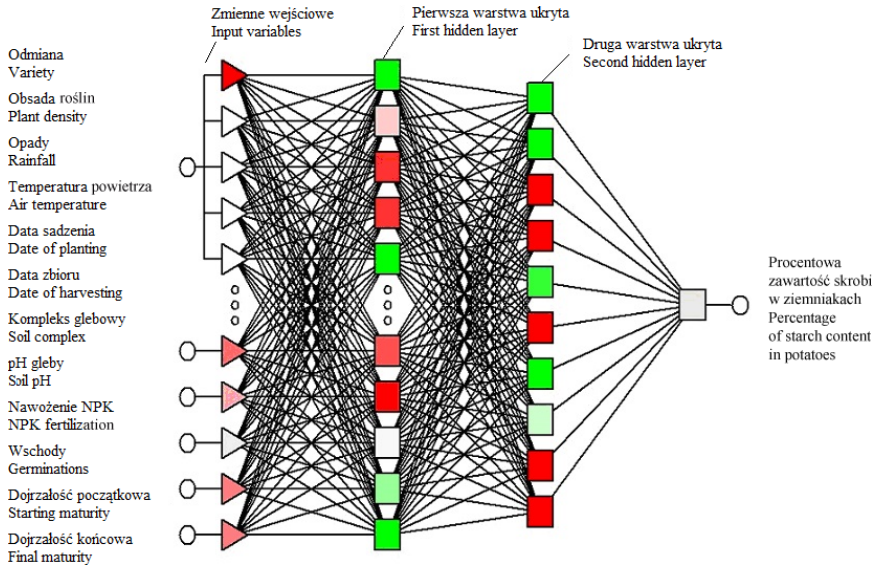 Zmienne wejściowe
Input variables
Pierwsza warstwa ukryta
First hidden layer
Druga warstwa ukryta
Second hidden layer
Odmiana
Variety
Obsada roślin
Plant density
Opady
Rainfall
Temperatura powietrza
Air temperature
Data sadzenia
Date of planting
Data zbioru
Date of harvesting
Kompleks glebowy
Soil complex
pH gleby
Soil pH
Nawożenie NPK
NPK fertilization
Wschody
Germinations
Dojrzałość początkowa
Starting maturity
Dojrzałość końcowa
Final maturity
Procentowa
zawartość skrobi
w ziemniakach
Percentage
of starch content
in potatoes